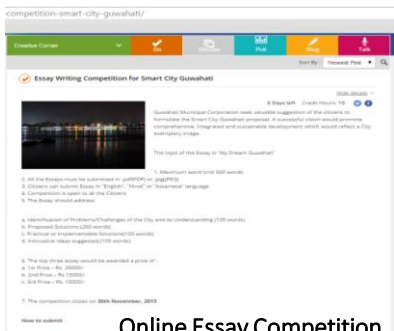 competition-smart-city-guwahati/
Creative Corner
Do
Discuss
Poll
Blog
Talk
Sort By : Newest First
Essay Writing Competition for Smart City Guwahati
Hide details
6 Days left Credit Hours: 10
Guwahati Municipal Corporation seek valuable suggestion of the citizens to
formulate the Smart City Guwahati proposal. A successful vision would promote
comprehensive, integrated and sustainable development which would reflect a City
exemplary image.
The topic of the Essay is 'My Dream Guwahati'
1. Maximum word limit 500 words
2. All the Essays must be submitted in .pdf(PDF) or .jpg(JPEG)
3. Citizens can submit Essay in "English", "Hindi" or "Assamese" language
4. Competition is open to all the Citizens
5. The Essay should address
a. Identification of Problems/Challenges of the City and its Understanding (100 words)
b. Proposed Solutions (200 words)
c. Practical or Implementable Solutions(100 words)
d. Innovative Ideas suggested (100 words)
6. The top three essay would be awarded a prize of :
a. 1st Prize – Rs. 20000/-
b. 2nd Prize – Rs.15000/-
c. 3rd Prize – Rs. 10000/-
7. The competition closes on 26th November, 2015
How to submit
Online Essay Competition